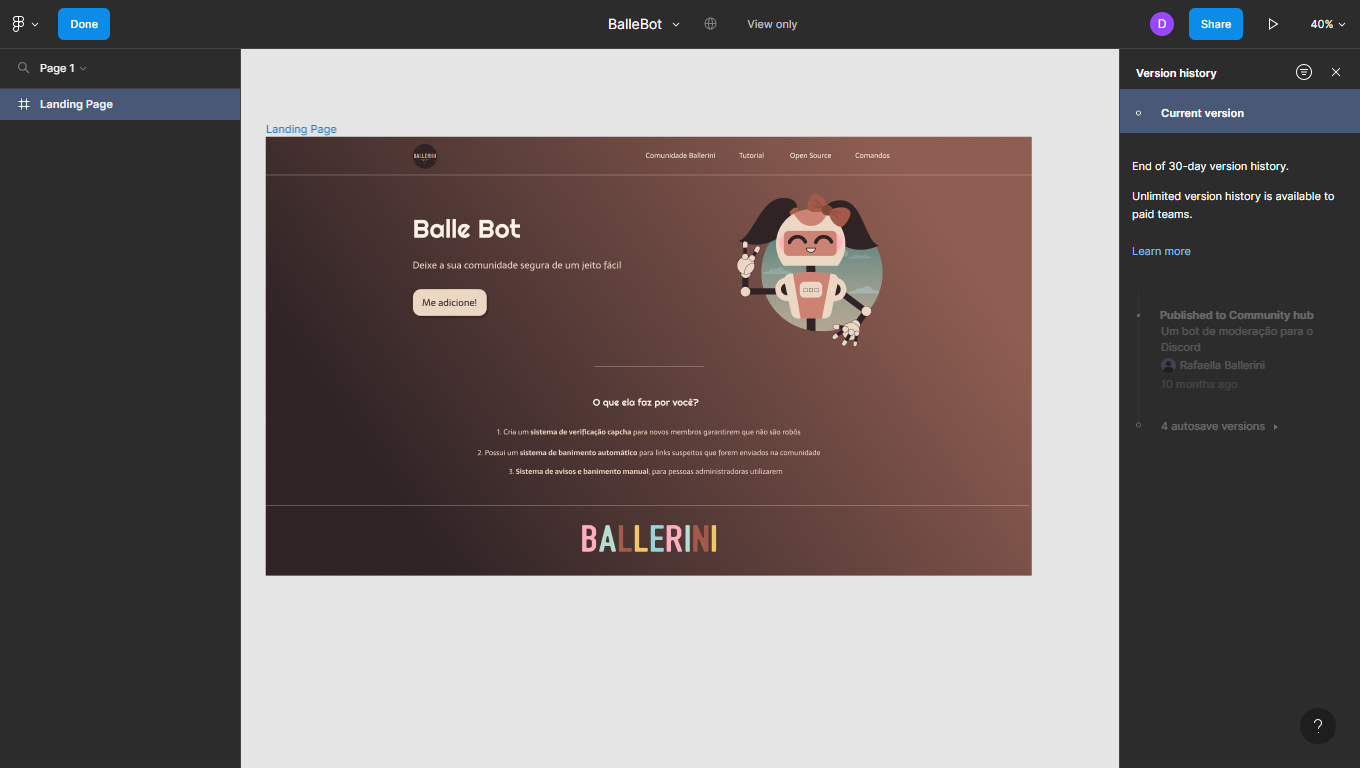 Done
BalleBot
View only
D
Share
40%
Page 1
Version history
Landing Page
Current version
Landing Page
End of 30-day version history.
Unlimited version history is available to
paid teams.
Learn more
BALLERINI
Comunidade Ballerini
Tutorial
Open Source
Comandos
Balle Bot
Deixe a sua comunidade segura de um jeito fácil
Me adicione!
O que ela faz por você?
1. Cria um sistema de verificação capcha para novos membros garantirem que não são robôs
2. Possui um sistema de banimento automático para links suspeitos que forem enviados na comunidade
3. Sistema de avisos e banimento manual, para pessoas administradoras utilizarem
BALLERINI
Published to Community hub
Um bot de moderação para o
Discord
Rafaella Ballerini
10 months ago
4 autosave versions
?